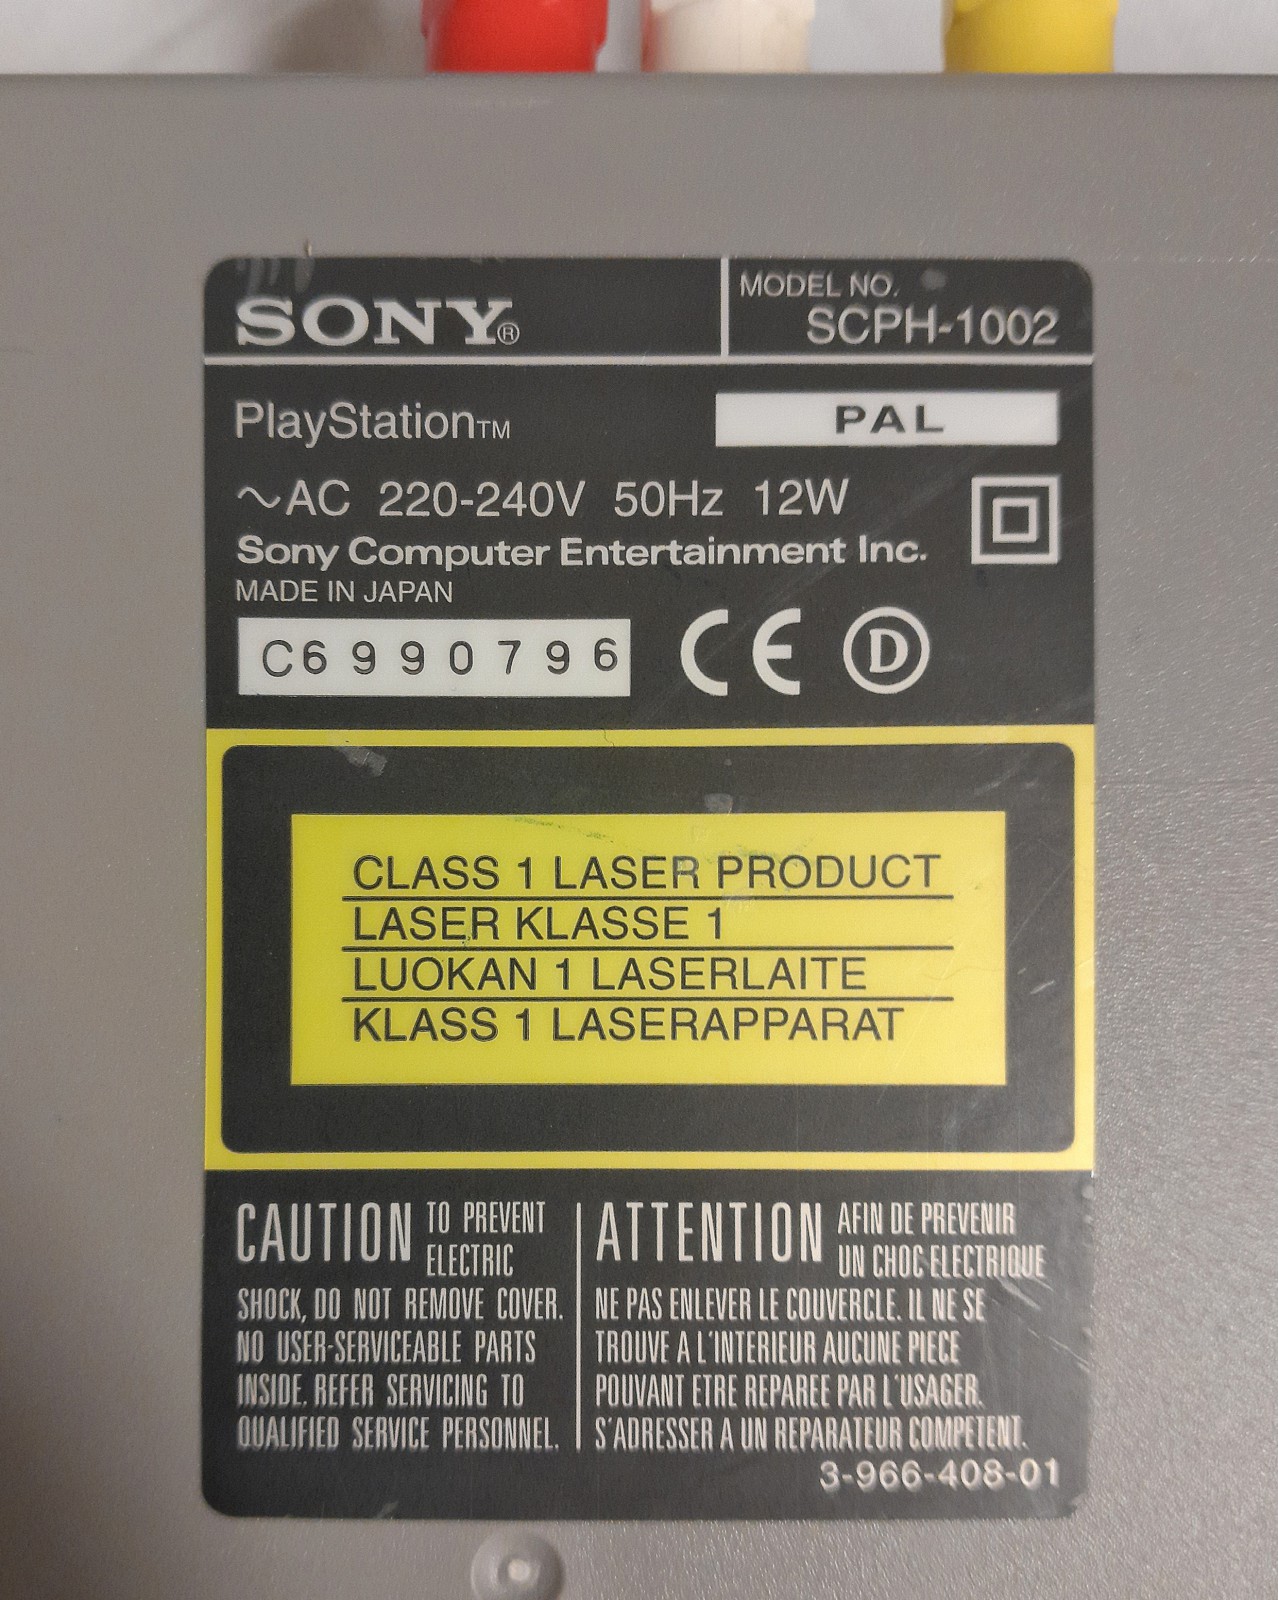 SONY®
MODEL NO.
SCPH-1002
PlayStation™
PAL
~AC 220-240V 50Hz 12W
Sony Computer Entertainment Inc.
MADE IN JAPAN
C6990796
CE
D
CLASS 1 LASER PRODUCT
LASER KLASSE 1
LUOKAN 1 LASERLAITE
KLASS 1 LASERAPPARAT
CAUTION TO PREVENT
ELECTRIC
SHOCK, DO NOT REMOVE COVER.
NO USER-SERVICEABLE PARTS
INSIDE. REFER SERVICING TO
QUALIFIED SERVICE PERSONNEL.
ATTENTION AFIN DE PREVENIR
UN CHOC ELECTRIQUE
NE PAS ENLEVER LE COUVERCLE. IL NE SE
TROUVE A L'INTERIEUR AUCUNE PIECE
POUVANT ETRE REPAREE PAR L'USAGER.
S'ADRESSER A UN REPARATEUR COMPETENT.
3-966-408-01